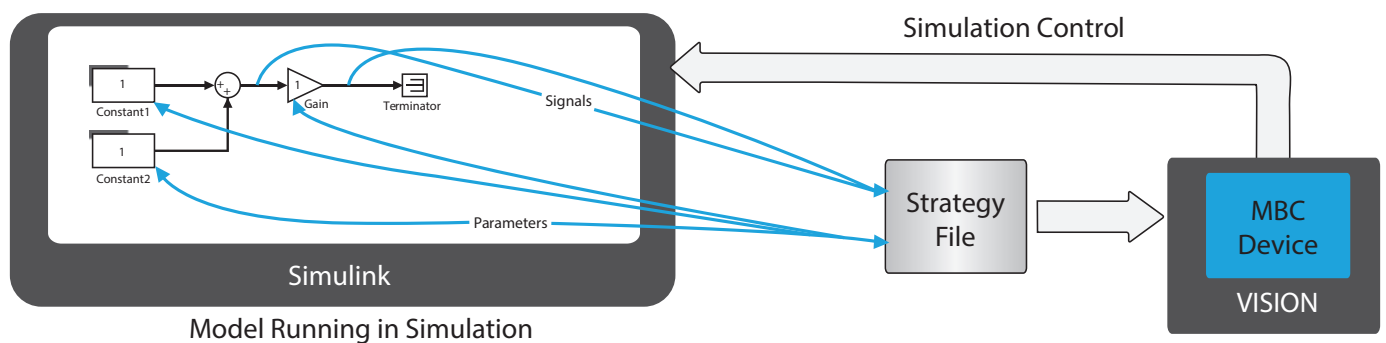 Simulation Control
1
Constant1
+
+
1
Gain
Terminator
Signals
1
Constant2
Parameters
Strategy
File
MBC
Device
VISION
Simulink
Model Running in Simulation